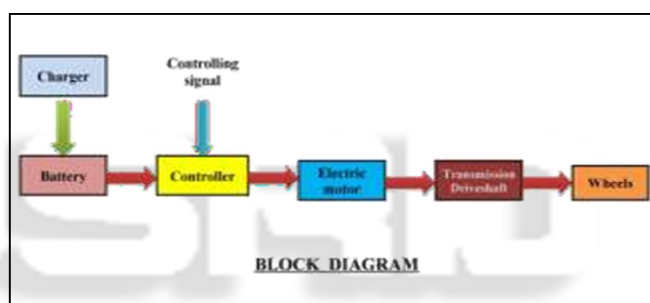 Charger
Controlling
signal
Battery
Controller
Electric
motor
Transmission
Driveshaft
Wheels
BLOCK DIAGRAM